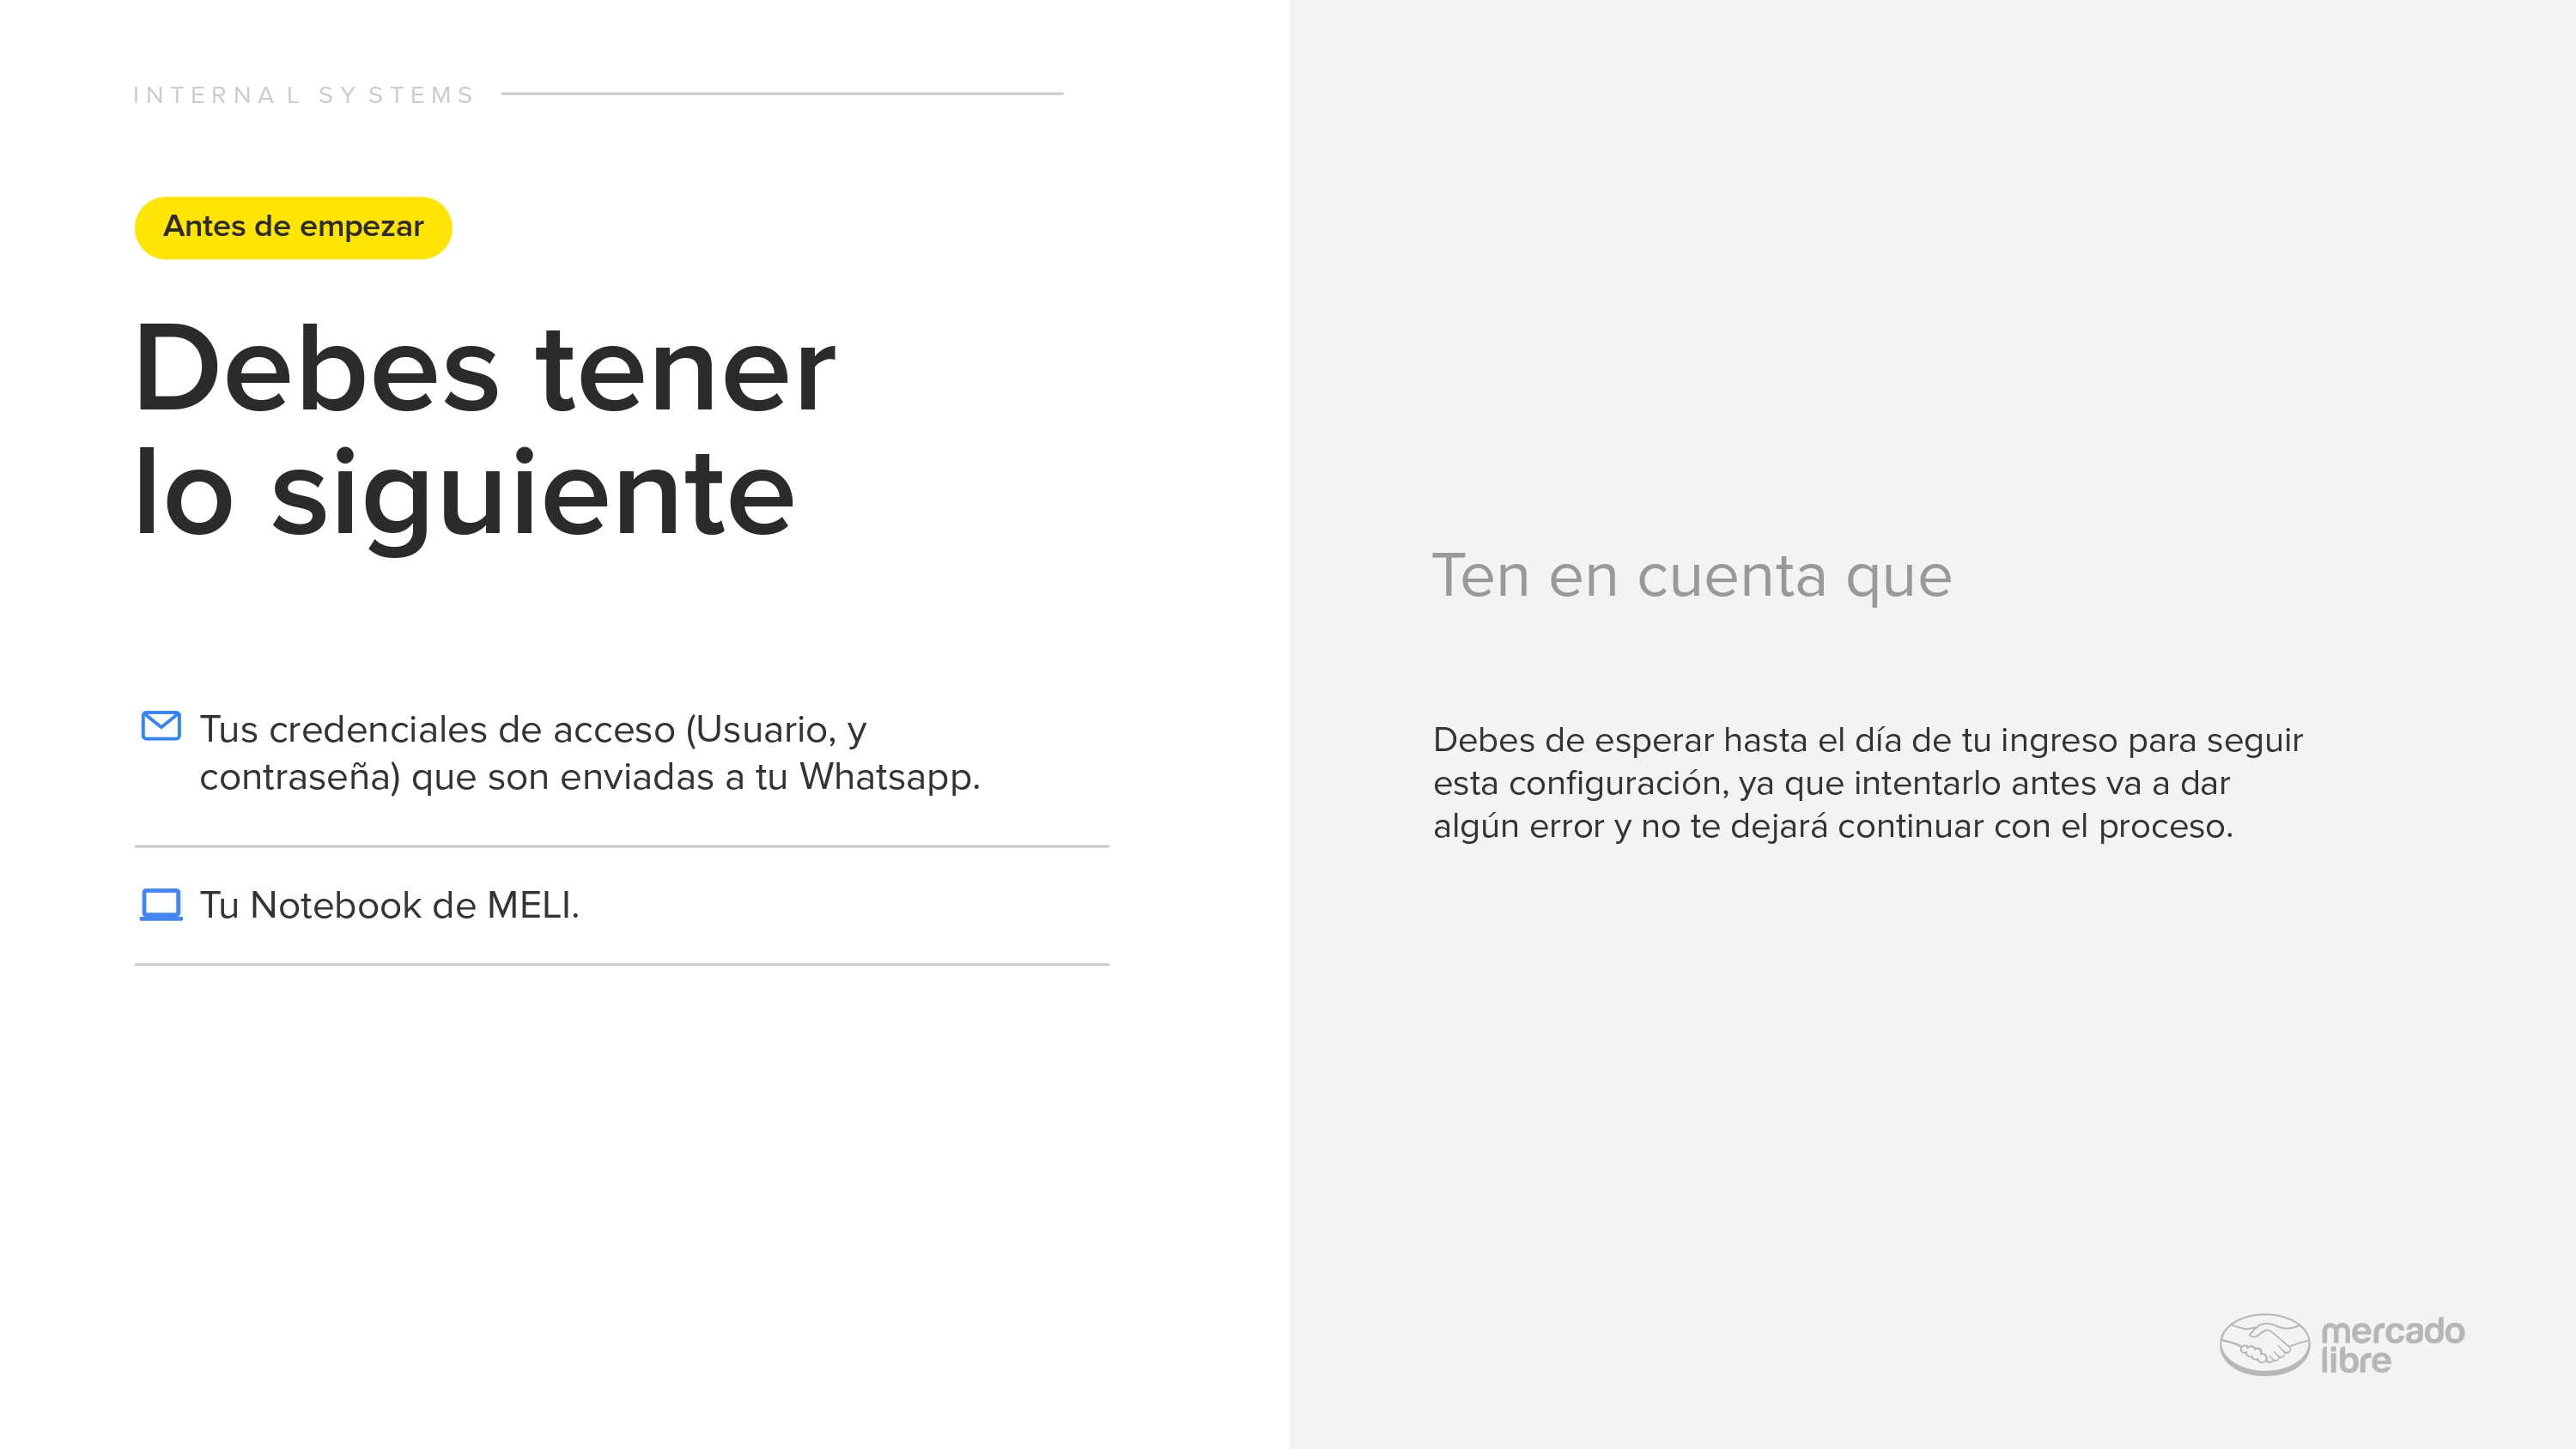 INTERNAL SYSTEMS
Antes de empezar
Debes tener
lo siguiente
Tus credenciales de acceso (Usuario, y
contraseña) que son enviadas a tu Whatsapp.
Tu Notebook de MELI.
Ten en cuenta que
Debes de esperar hasta el día de tu ingreso para seguir
esta configuración, ya que intentarlo antes va a dar
algún error y no te dejará continuar con el proceso.
mercado
libre